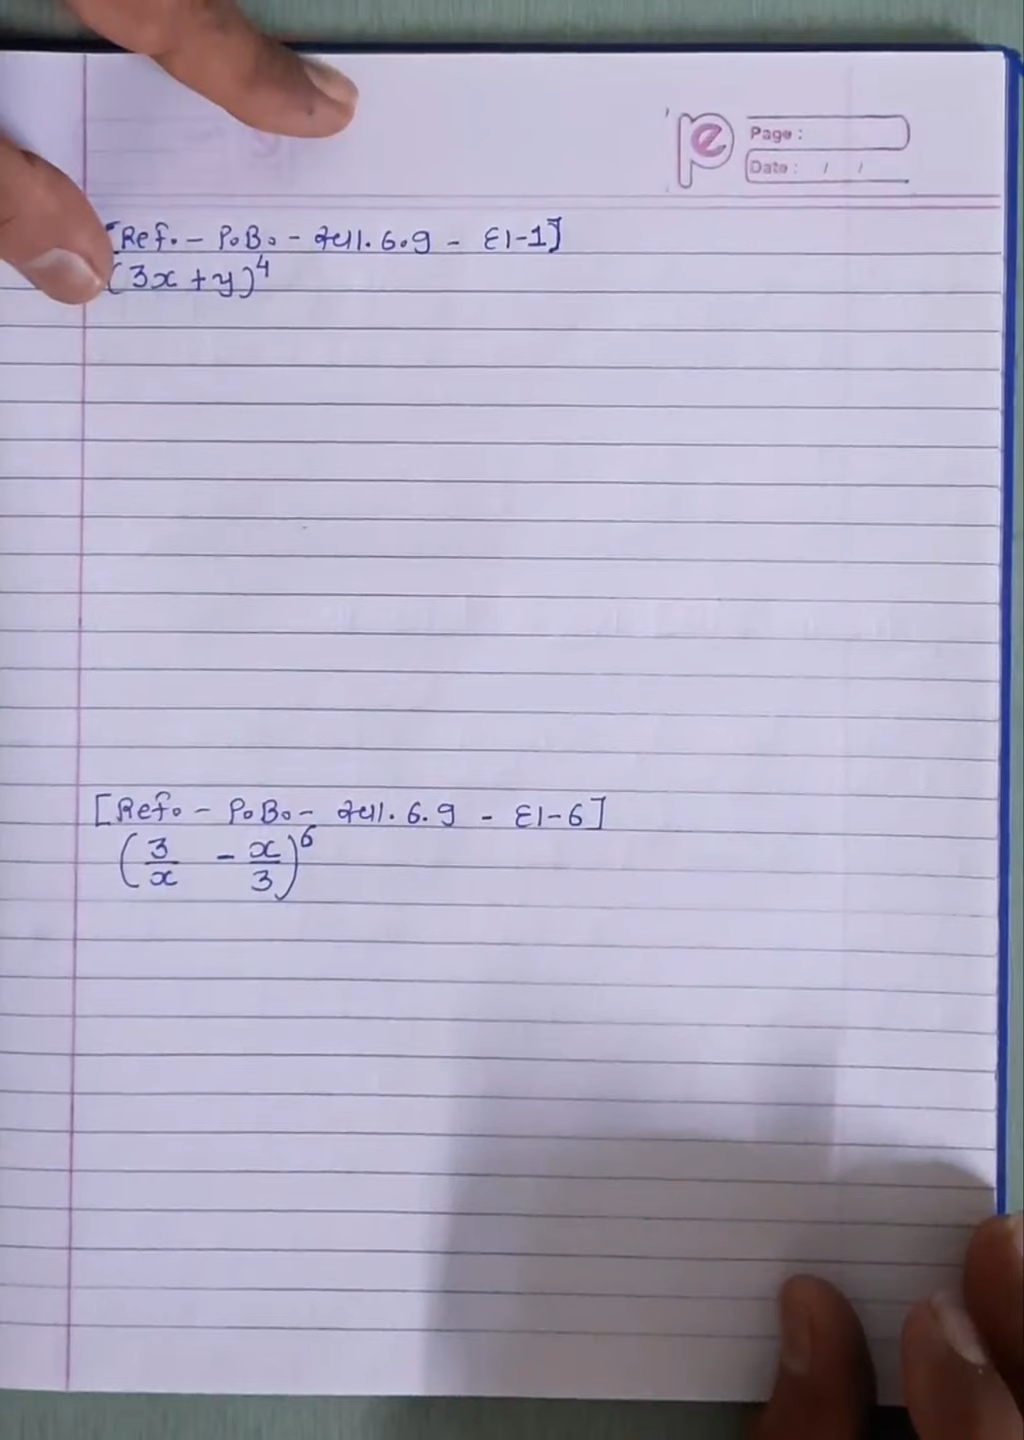 Page :
Date : / /
[Ref. - P.B. - સ્વા. 6.9 - દા-1]
(3x + y)^4
[Ref. - P.B. - સ્વા. 6.9 - દા-6]
(3/x - x/3)^6